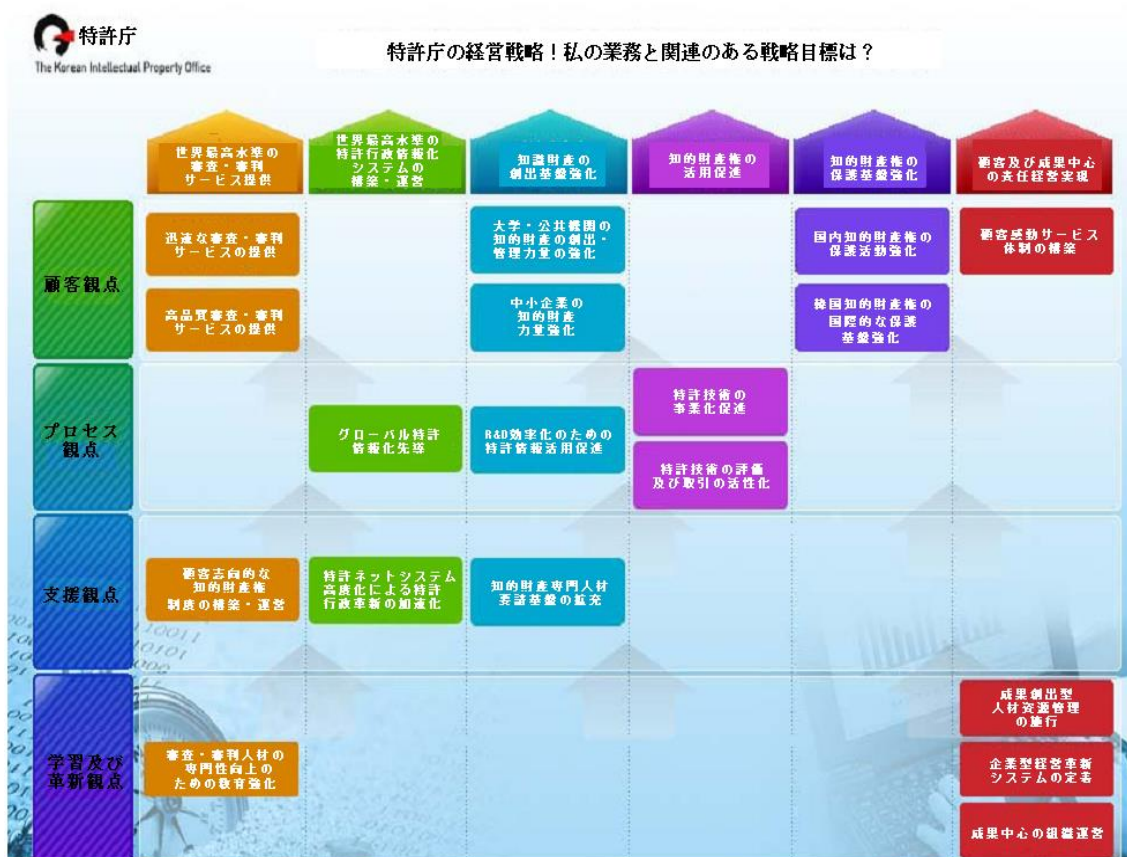 特許庁
The Korean Intellectual Property Office
特許庁の経営戦略！私の業務と関連のある戦略目標は？
世界最高水準の
審査・審判
サービス提供
世界最高水準の
特許行政情報化
システムの
構築・運営
知識財産の
創出基盤強化
知的財産権の
活用促進
知的財産権の
保護基盤強化
顧客及び成果中心
の責任経営実現
顧客観点
迅速な審査・審判
サービスの提供
高品質審査・審判
サービスの提供
大学・公共機関の
知的財産の創出・
管理力量の強化
中小企業の
知的財産
力量強化
国内知的財産権の
保護活動強化
韓国知的財産権の
国際的な保護
基盤強化
顧客感動サービス
体制の構築
プロセス
観点
グローバル特許
情報化先導
R&D効率化のための
特許情報活用促進
特許技術の
事業化促進
特許技術の評価
及び取引の活性化
支援観点
顧客志向的な
知的財産権
制度の構築・運営
特許ネットシステム
高度化による特許
行政革新の加速化
知的財産専門人材
要請基盤の拡充
学習及び
革新観点
審査・審判人材の
専門性向上の
ための教育強化
成果創出型
人材資源管理
の施行
企業型経営革新
システムの定着
成果中心の組織運営